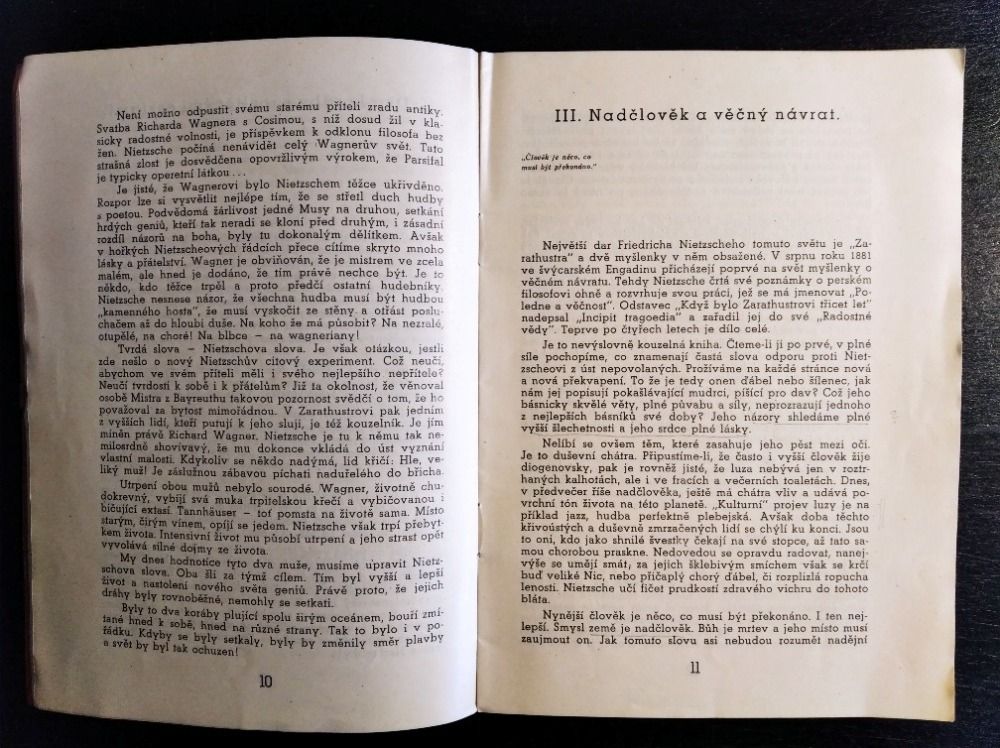 Není možno odpustit svému starému příteli zradu antiky.
Svatba Richarda Wagnera s Cosimou, s níž dosud žil v kla-
sicky radostné volnosti, je příspěvkem k odklonu filosofa bez
žen. Nietzsche počíná nenávidět celý Wagnerův svět. Tato
strašná zlost je dosvědčena opovržlivým výrokem, že Parsifal
je typicky operetní látkou...
Je jisté, že Wagnerovi bylo Nietzschem těžce ukřivděno.
Rozpor lze si vysvětlit nejlépe tím, že se střetl duch hudby
s poetou. Podvědomá žárlivost jedné Musy na druhou, setkání
hrdých geniů, kteří tak neradi se kloní před druhým, i zásadní
rozdíl názorů na boha, byly tu dokonalým dělítkem. Avšak
v hořkých Nietzscheových řádcích přece cítíme skryto mnoho
lásky a přátelství. Wagner je obviňován, že je mistrem ve zcela
malém, ale hned je dodáno, že tím právě nechce být. Je to
někdo, kdo těžce trpěl a proto předčí ostatní hudebníky.
Nietzsche nesnese názor, že všechna hudba musí být hudbou
„kamenného hosta", že musí vyskočit ze stěny a otřást poslu-
chačem až do hloubi duše. Na koho že má působit? Na nezralé,
otupělé, na choré! Na blbce – na wagneriany!
Tvrdá slova – Nietzschova slova. Je však otázkou, jestli
zde nešlo o nový Nietzschův citový experiment. Což neučí,
abychom ve svém příteli měli i svého nejlepšího nepřítele?
Neučí tvrdosti k sobě i k přátelům? Již ta okolnost, že věnoval
osobě Mistra z Bayreuthu takovou pozornost svědčí o tom, že ho
považoval za bytost mimořádnou. V Zarathustrovi pak jedním
z vyšších lidí, kteří putují k jeho sluji, je též kouzelník. Je jím
míněn právě Richard Wagner. Nietzsche je tu k němu tak ne-
milosrdně shovívavý, že mu dokonce vkládá do úst vyznání
vlastní malosti. Kdykoliv se někdo nadýmá, lid křičí: Hle, ve-
liký muž! Je záslužnou zábavou píchati nadutého do břicha.
Utrpení obou mužů nebylo sourodé. Wagner, životně chu-
dokrevný, vybíjí svá muka trpitelskou křečí a vybičovanou i
bičující extasí. Tannhäuser – toť pomsta na životě sama. Místo
starým, čirým vínem, opíjí se jedem. Nietzsche však trpí přebyt-
kem života. Intensivní život mu působí utrpení a jeho strast opět
vyvolává silné dojmy ze života.
My dnes hodnotíce tyto dva muže, musíme upravit Nietz-
schova slova. Oba šli za týmž cílem. Tím byl vyšší a lepší
život a nastolení nového světa geniů. Právě proto, že jejich
dráhy byly rovnoběžné, nemohly se setkati.
Byly to dva koráby plující spolu širým oceánem, bouří zmí-
tané hned k sobě, hned na různé strany. Tak to bylo i v po-
řádku. Kdyby se byly setkaly, byly by změnily směr plavby
a svět by byl tak ochuzen!
10
III. Nadčlověk a věčný návrat.
„Člověk je něco, co
musí být překonáno."
Největší dar Friedricha Nietzscheho tomuto světu je „Za-
rathustra" a dvě myšlenky v něm obsažené. V srpnu roku 1881
ve švýcarském Engadinu přicházejí poprvé na svět myšlenky o
věčném návratu. Tehdy Nietzsche črtá své poznámky o perském
filosofovi ohně a rozvrhuje svou práci, jež se má jmenovat „Po-
ledne a věčnost". Odstavec „Když bylo Zarathustrovi třicet let"
nadepsal „Incipit tragoedia" a zařadil jej do své „Radostné
vědy". Teprve po čtyřech letech je dílo celé.
Je to nevýslovně kouzelná kniha. Čteme-li ji po prvé, v plné
síle pochopíme, co znamenají častá slova odporu proti Niet-
zscheovi z úst nepovolaných. Prožíváme na každé stránce nová
a nová překvapení. To že je tedy onen ďábel nebo šílenec, jak
nám jej popisují pokašlávající mudrci, píšící pro dav? Což jeho
básnicky skvělé věty, plné půvabu a síly, neprozrazují jednoho
z nejlepších básníků své doby? Jeho názory shledáme plné
vyšší šlechetnosti a jeho srdce plné lásky.
Nelíbí se ovšem těm, které zasahuje jeho pěst mezi oči.
Je to duševní chátra. Připustíme-li, že často i vyšší člověk žije
diogenovsky, pak je rovněž jisté, že luza nebývá jen v roztr-
haných kalhotách, ale i ve fracích a večerních toaletách. Dnes,
v předvečer říše nadčlověka, ještě má chátra vliv a udává po-
vrchní tón života na této planetě. „Kulturní" projev luzy je na
příklad jazz, hudba perfektně plebejská. Avšak doba těchto
křivoústých a duševně zmrzačených lidí se chýlí ku konci. Jsou
to oni, kdo jako shnilé švestky čekají na své stopce, až tato sa-
mou chorobou praskne. Nedovedou se opravdu radovat, nanej-
výše se umějí smát, za jejich šklebivým smíchem však se krčí
buď veliké Nic, nebo přičaplý chorý ďábel, či rozplizlá ropucha
lenosti. Nietzsche učí řičet prudkostí zdravého vichru do tohoto
bláta.
Nynější člověk je něco, co musí být překonáno. I ten nej-
lepší. Smysl země je nadčlověk. Bůh je mrtev a jeho místo musí
zaujmout on. Jak tomuto slovu asi nebudou rozumět nadějní
11